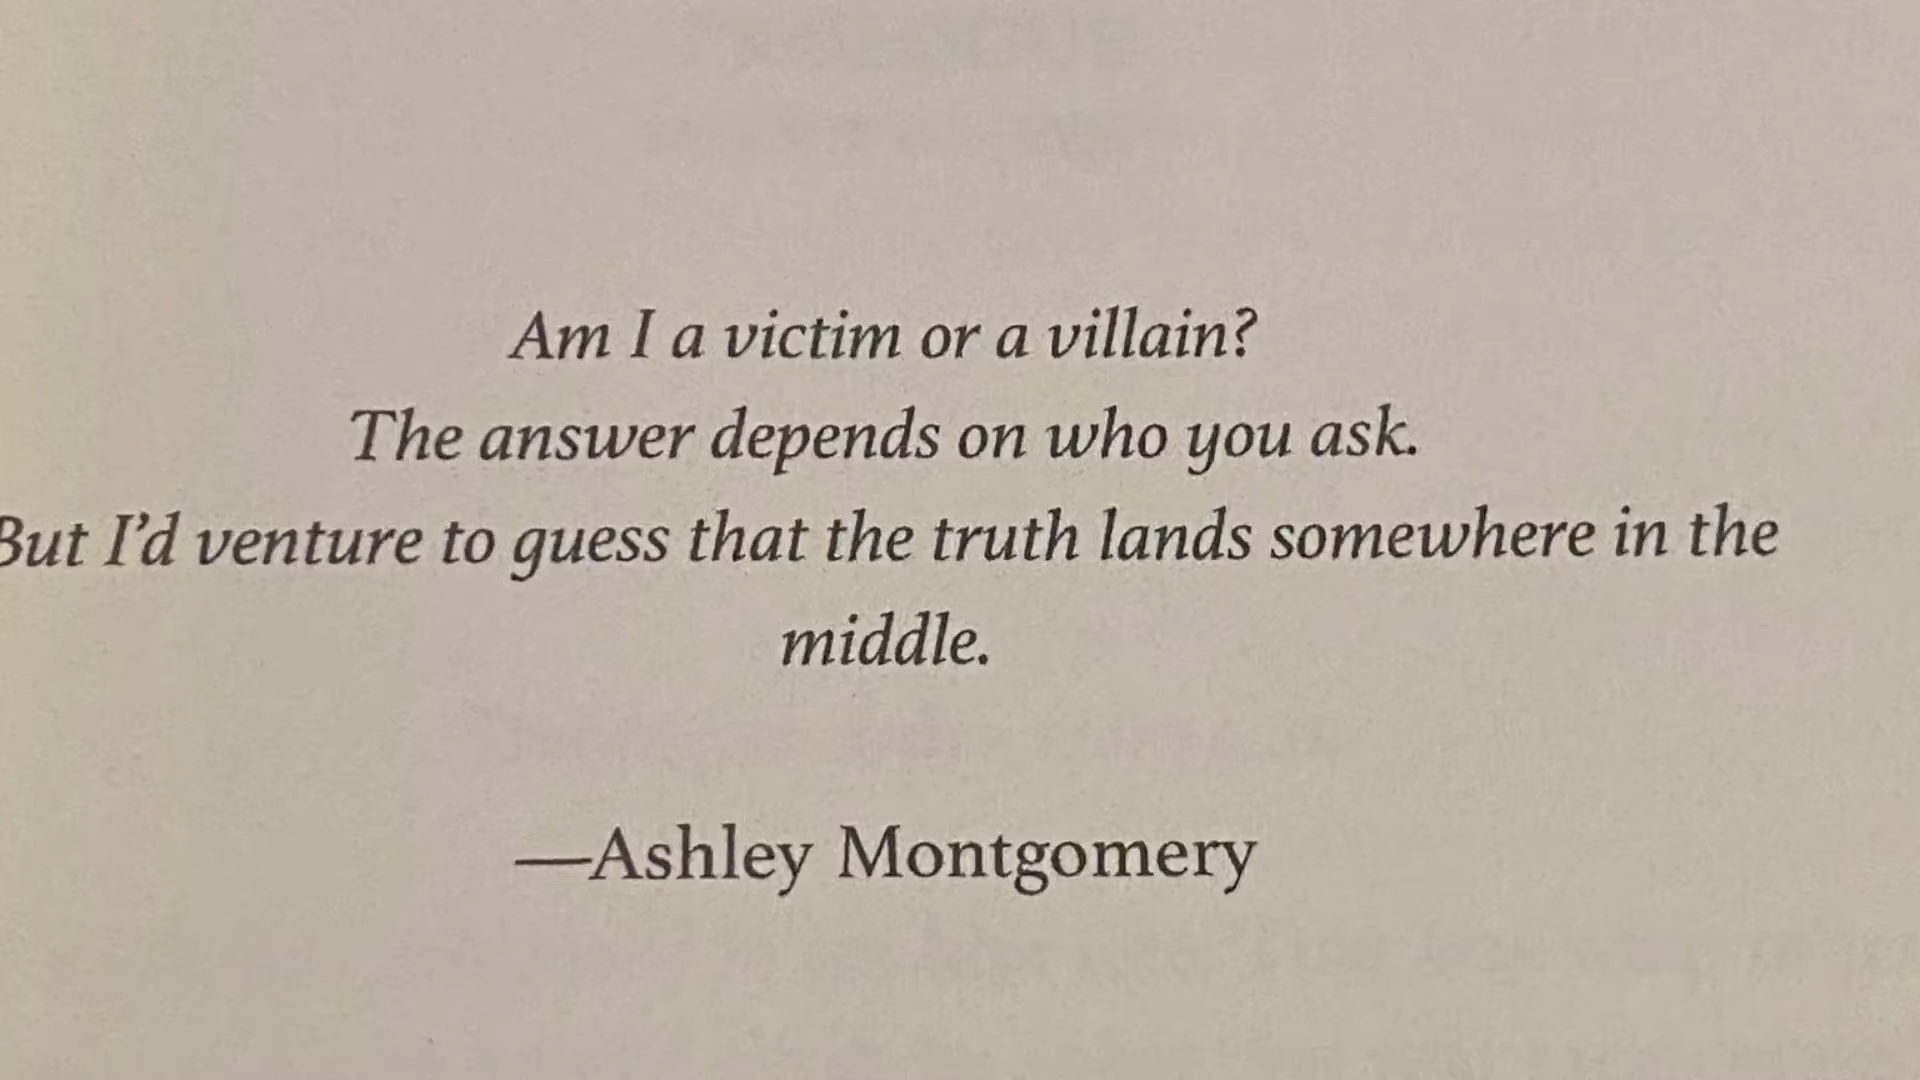 Am I a victim or a villain?
The answer depends on who you ask.
But I'd venture to guess that the truth lands somewhere in the
middle.
—Ashley Montgomery